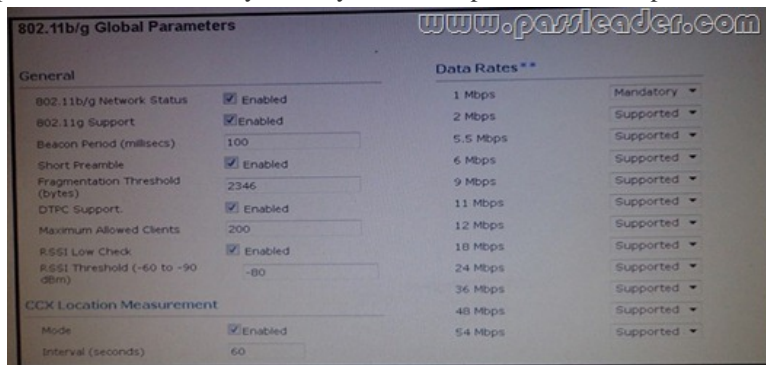 www.passleader.com
802.11b/g Global Parameters
General
802.11b/g Network Status Enabled
802.11g Support Enabled
Beacon Period (millisecs) 100
Short Preamble Enabled
Fragmentation Threshold (bytes) 2346
DTPC Support. Enabled
Maximum Allowed Clients 200
RSSI Low Check Enabled
RSSI Threshold (-60 to -90 dBm) -80
CCX Location Measurement
Mode Enabled
Interval (seconds) 60
Data Rates**
1 Mbps Mandatory
2 Mbps Supported
5.5 Mbps Supported
6 Mbps Supported
9 Mbps Supported
11 Mbps Supported
12 Mbps Supported
18 Mbps Supported
24 Mbps Supported
36 Mbps Supported
48 Mbps Supported
54 Mbps Supported